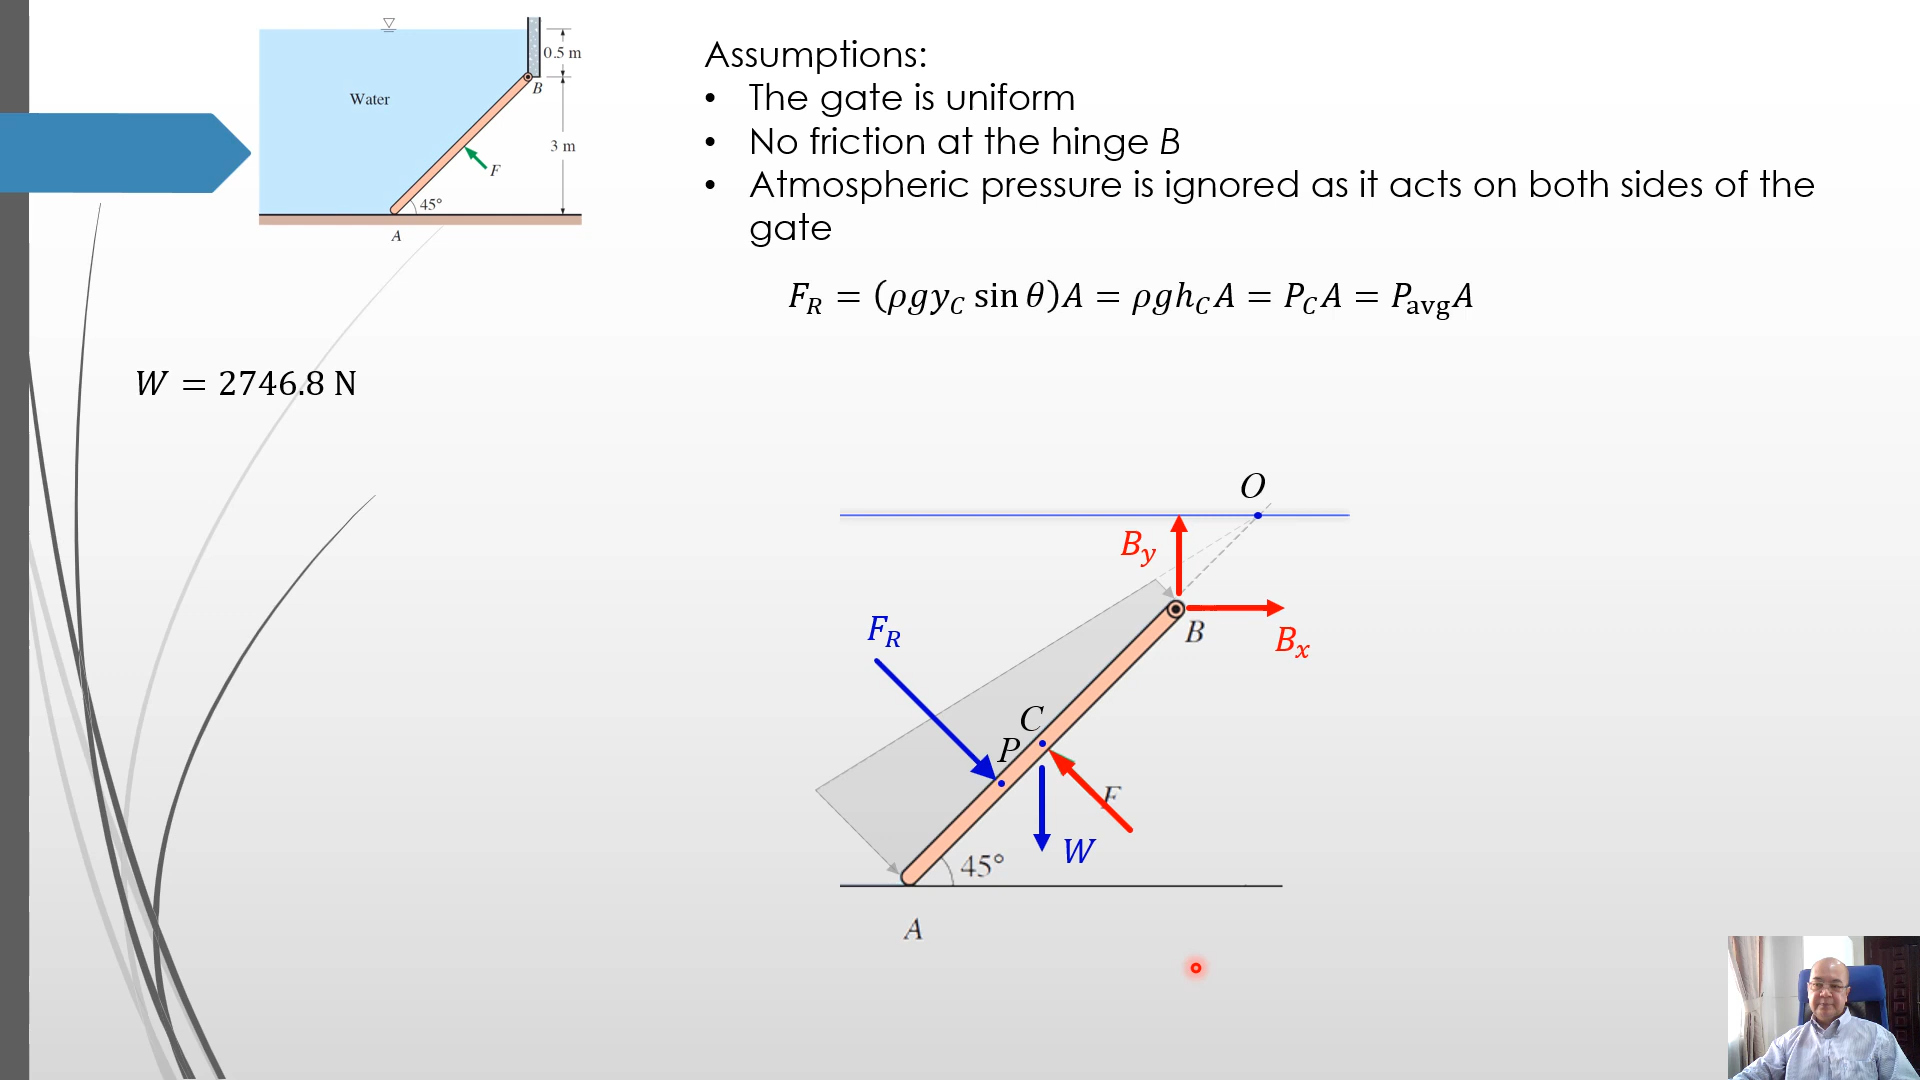 0.5 m
B
Water
3 m
F
45°
A
Assumptions:
• The gate is uniform
• No friction at the hinge B
• Atmospheric pressure is ignored as it acts on both sides of the
gate
F_R = (ρgy_C sin θ)A = ρgh_C A = P_C A = P_avg A
W = 2746.8 N
O
B_y
B
B_x
F_R
C
P
F
W
45°
A